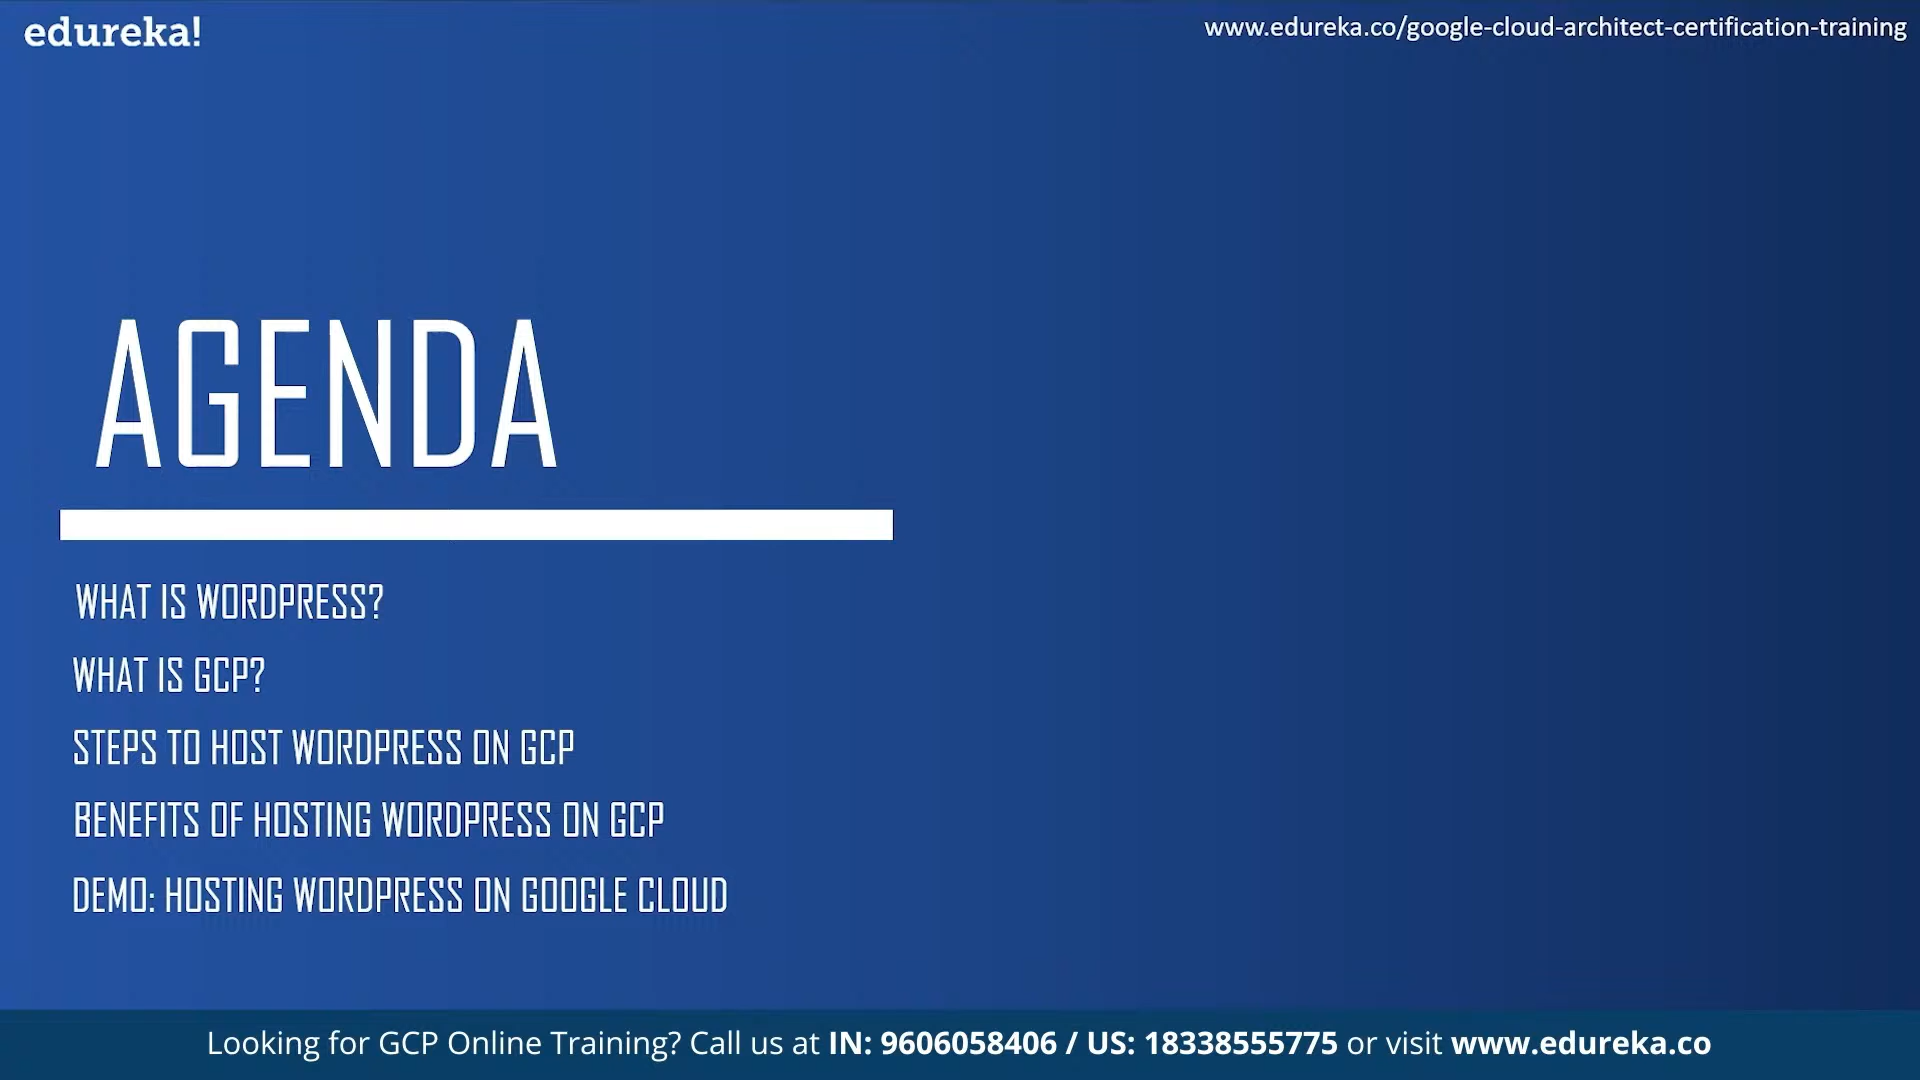 edureka!
www.edureka.co/google-cloud-architect-certification-training
AGENDA
WHAT IS WORDPRESS?
WHAT IS GCP?
STEPS TO HOST WORDPRESS ON GCP
BENEFITS OF HOSTING WORDPRESS ON GCP
DEMO: HOSTING WORDPRESS ON GOOGLE CLOUD
Looking for GCP Online Training? Call us at IN: 9606058406 / US: 18338555775 or visit www.edureka.co